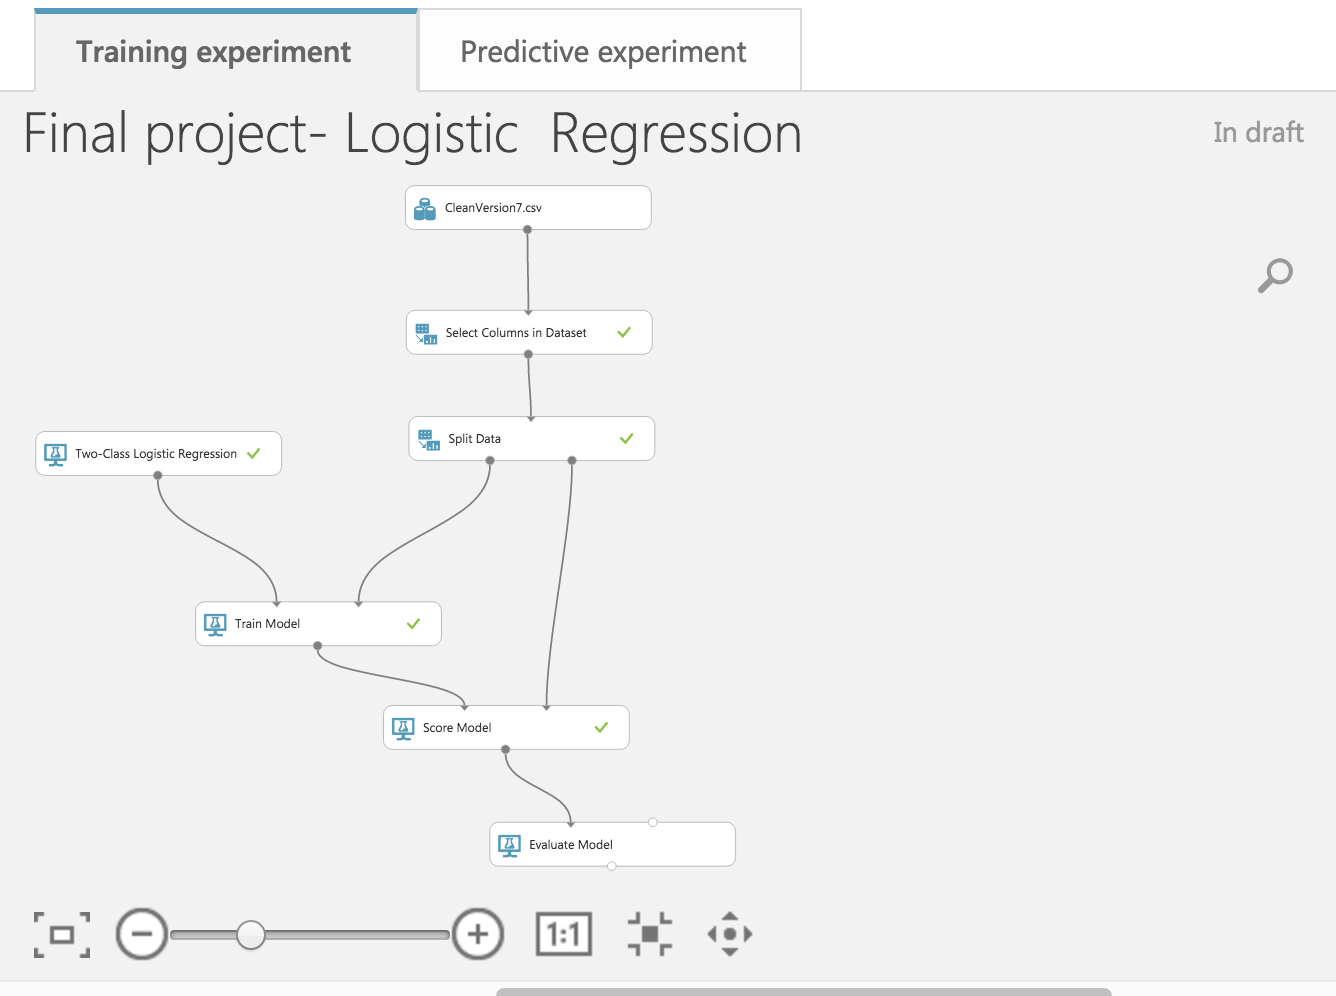 Training experiment
Predictive experiment
Final project- Logistic  Regression
In draft
CleanVersion7.csv
Select Columns in Dataset
Split Data
Two-Class Logistic Regression
Train Model
Score Model
Evaluate Model
1:1